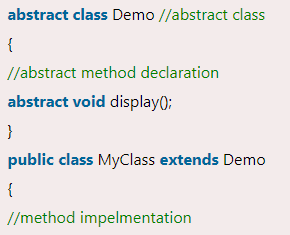 abstract class Demo //abstract class
{
//abstract method declaration
abstract void display();
}
public class MyClass extends Demo
{
//method impelmentation